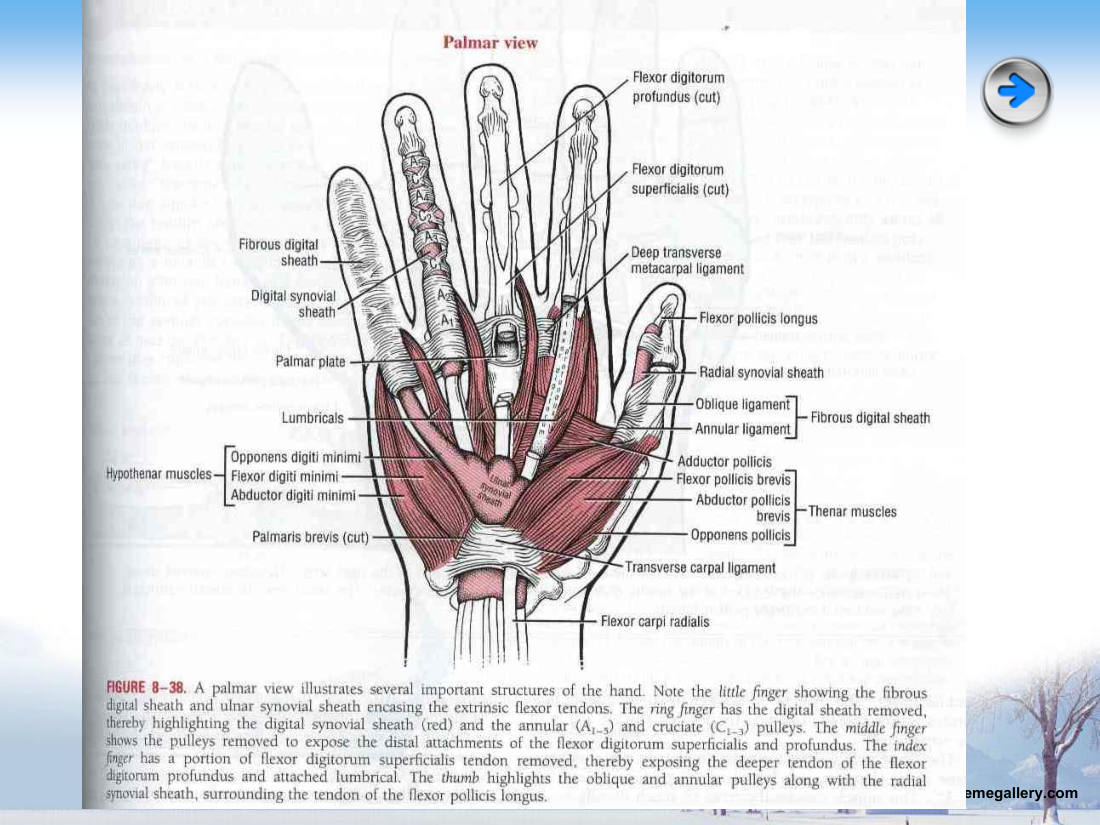 Palmar view
Flexor digitorum
profundus (cut)
Flexor digitorum
superficialis (cut)
Fibrous digital
sheath
Deep transverse
metacarpal ligament
Digital synovial
sheath
Flexor pollicis longus
Palmar plate
Radial synovial sheath
Oblique ligament
Annular ligament
Fibrous digital sheath
Lumbricals
Hypothenar muscles
Opponens digiti minimi
Flexor digiti minimi
Abductor digiti minimi
Adductor pollicis
Flexor pollicis brevis
Abductor pollicis
brevis
Opponens pollicis
Thenar muscles
Palmaris brevis (cut)
Transverse carpal ligament
Flexor carpi radialis
Ulnar
synovial
sheath
A2
A1
FIGURE 8–38. A palmar view illustrates several important structures of the hand. Note the little finger showing the fibrous
digital sheath and ulnar synovial sheath encasing the extrinsic flexor tendons. The ring finger has the digital sheath removed,
thereby highlighting the digital synovial sheath (red) and the annular (A1–5) and cruciate (C1–3) pulleys. The middle finger
shows the pulleys removed to expose the distal attachments of the flexor digitorum superficialis and profundus. The index
finger has a portion of flexor digitorum superficialis tendon removed, thereby exposing the deeper tendon of the flexor
digitorum profundus and attached lumbrical. The thumb highlights the oblique and annular pulleys along with the radial
synovial sheath, surrounding the tendon of the flexor pollicis longus.
emegallery.com